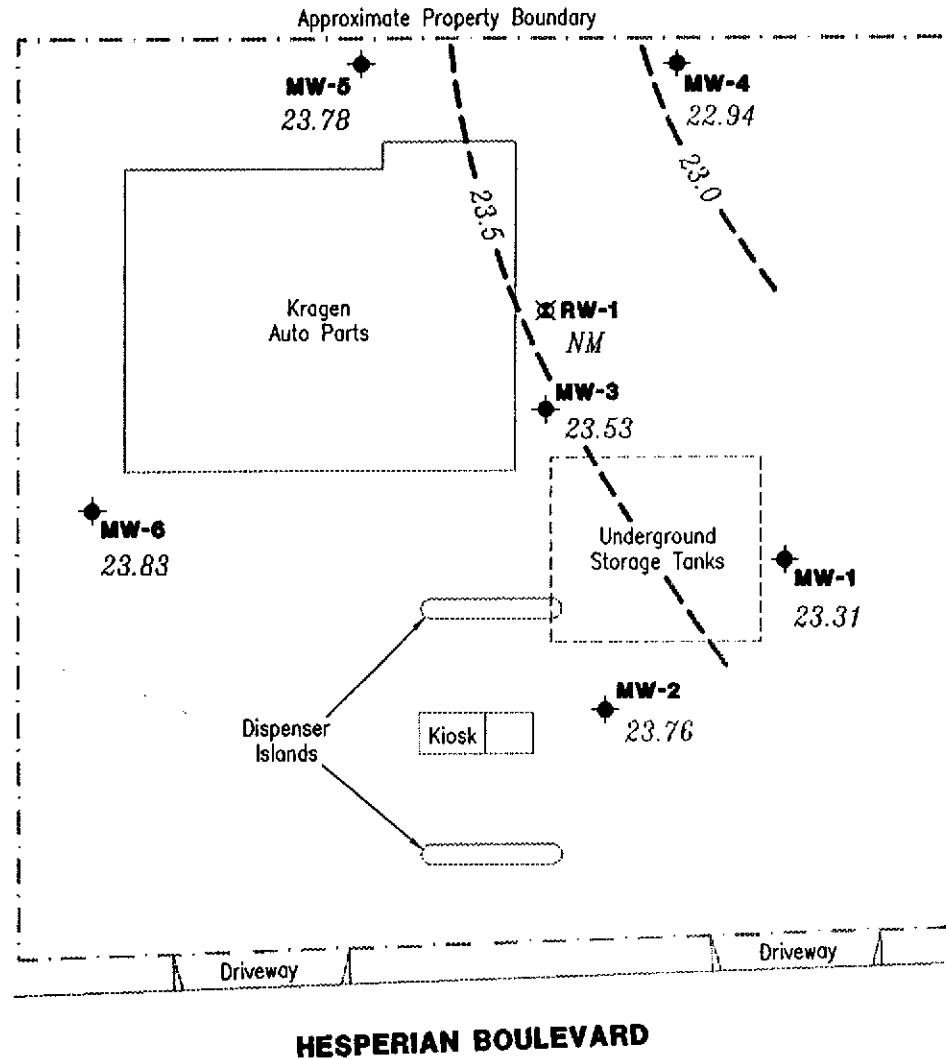 Approximate Property Boundary
MW-5
23.78
MW-4
22.94
23.5
23.0
Kragen
Auto Parts
RW-1
NM
MW-3
23.53
MW-6
23.83
Underground
Storage Tanks
MW-1
23.31
MW-2
23.76
Dispenser
Islands
Kiosk
Driveway
Driveway
HESPERIAN BOULEVARD